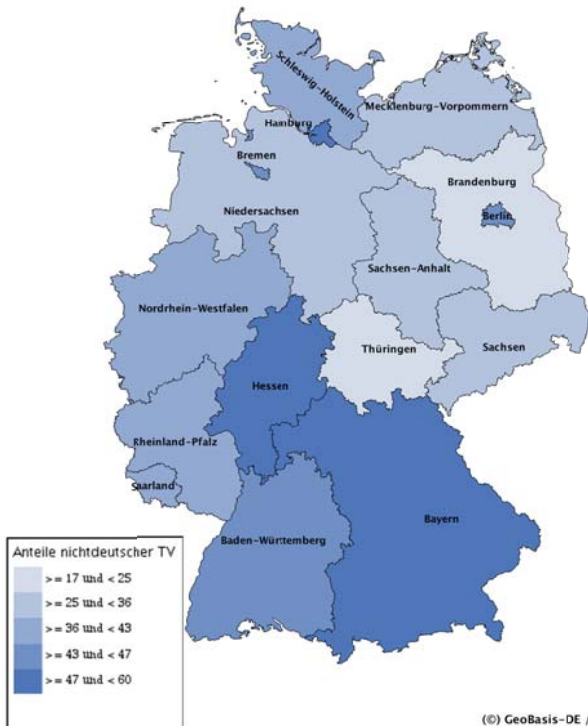 Schleswig-Holstein
Mecklenburg-Vorpommern
Hamburg
Bremen
Brandenburg
Berlin
Niedersachsen
Sachsen-Anhalt
Nordrhein-Westfalen
Thüringen
Sachsen
Hessen
Rheinland-Pfalz
Saarland
Bayern
Baden-Württemberg
Anteile nichtdeutscher TV
>= 17 und < 25
>= 25 und < 36
>= 36 und < 43
>= 43 und < 47
>= 47 und < 60
(c) GeoBasis-DE /